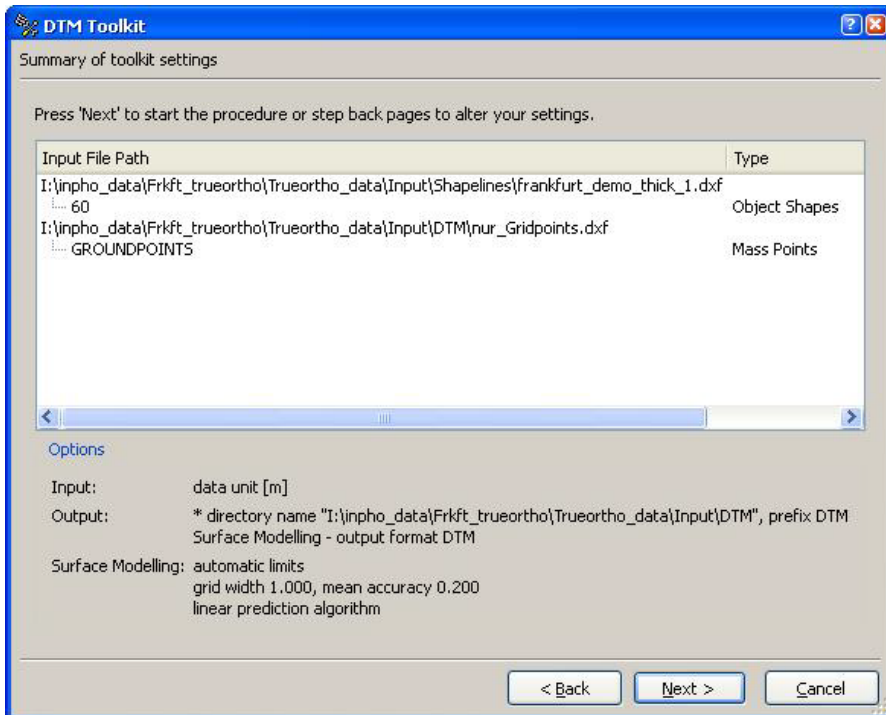 DTM Toolkit
Summary of toolkit settings
Press 'Next' to start the procedure or step back pages to alter your settings.
Input File Path Type
I:\inpho_data\Frkft_trueortho\Trueortho_data\Input\Shapelines\frankfurt_demo_thick_1.dxf
60 Object Shapes
I:\inpho_data\Frkft_trueortho\Trueortho_data\Input\DTM\nur_Gridpoints.dxf
GROUNDPOINTS Mass Points
Options
Input: data unit [m]
Output: * directory name "I:\inpho_data\Frkft_trueortho\Trueortho_data\Input\DTM", prefix DTM
Surface Modelling - output format DTM
Surface Modelling: automatic limits
grid width 1.000, mean accuracy 0.200
linear prediction algorithm
< Back Next > Cancel